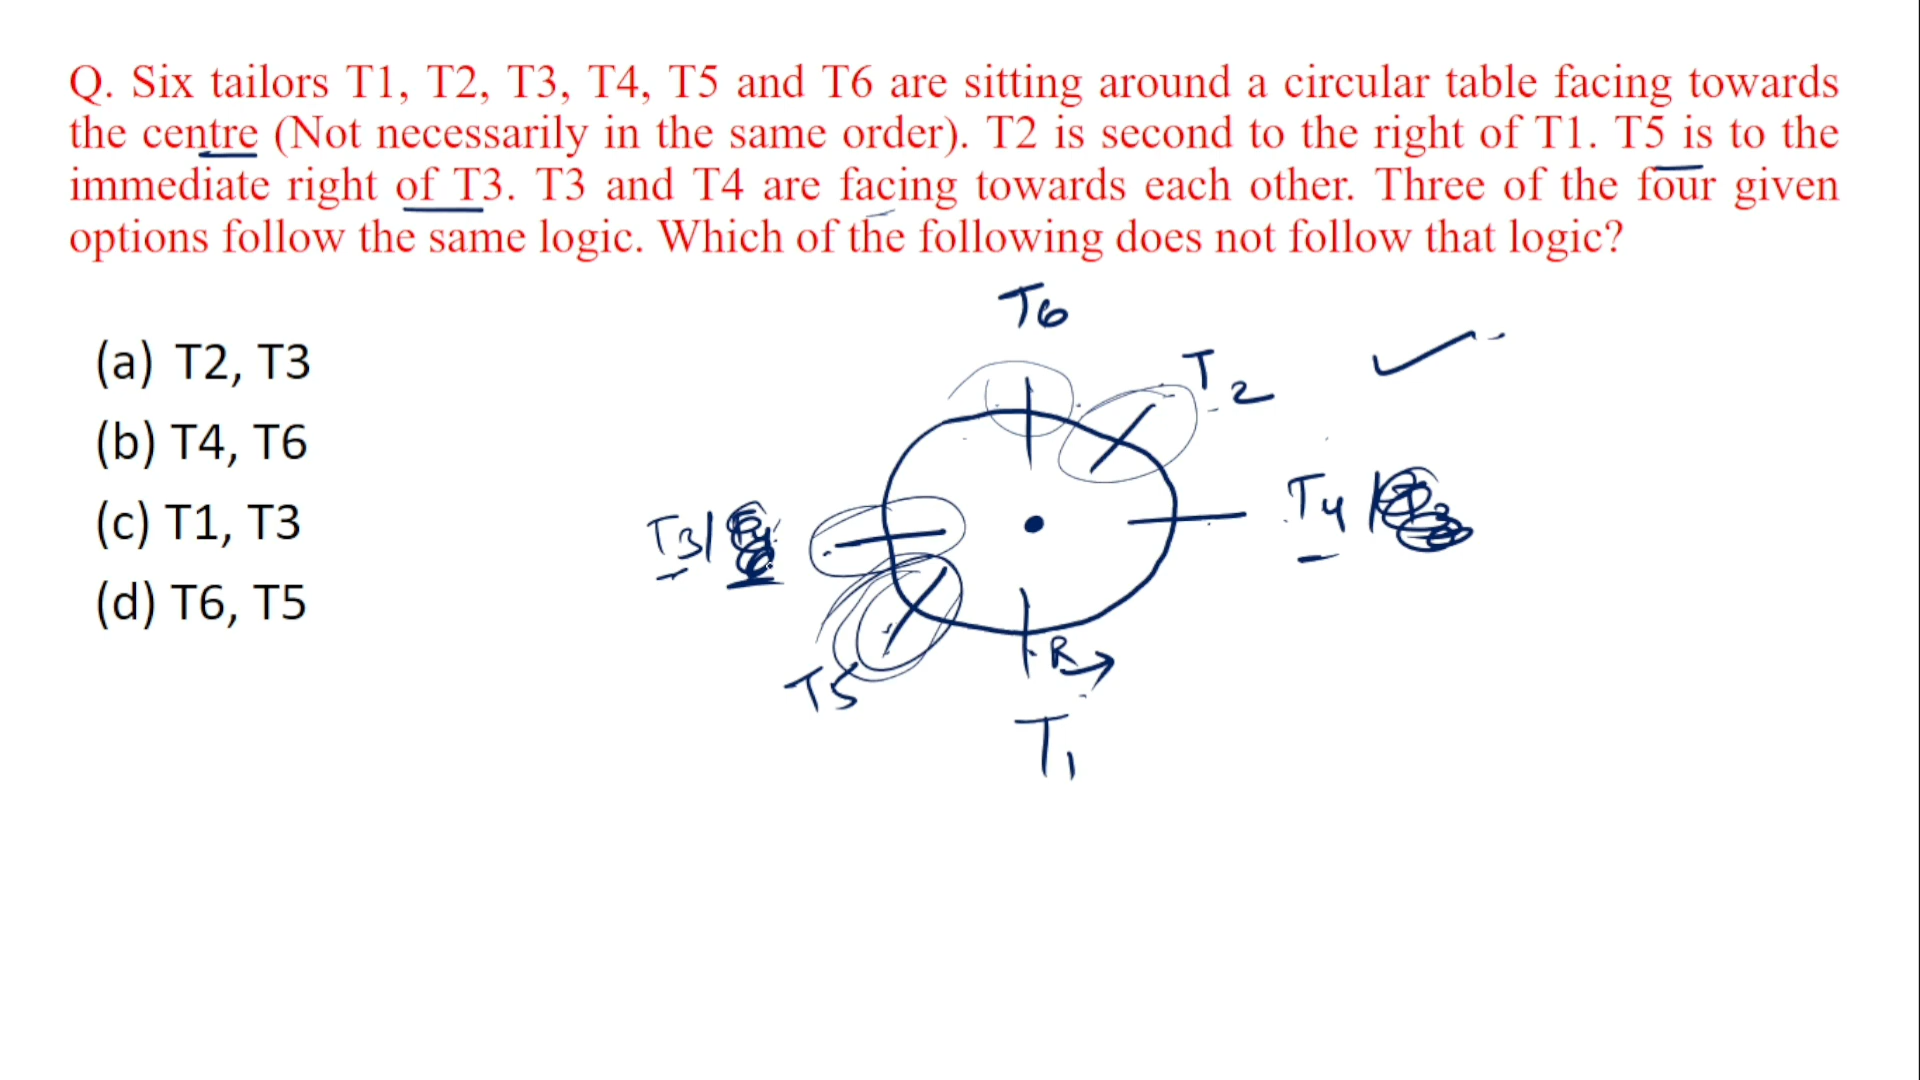 Q. Six tailors T1, T2, T3, T4, T5 and T6 are sitting around a circular table facing towards
the centre (Not necessarily in the same order). T2 is second to the right of T1. T5 is to the
immediate right of T3. T3 and T4 are facing towards each other. Three of the four given
options follow the same logic. Which of the following does not follow that logic?
(a) T2, T3
(b) T4, T6
(c) T1, T3
(d) T6, T5
T6
T2
T4 |
T3 |
R
T5
T1